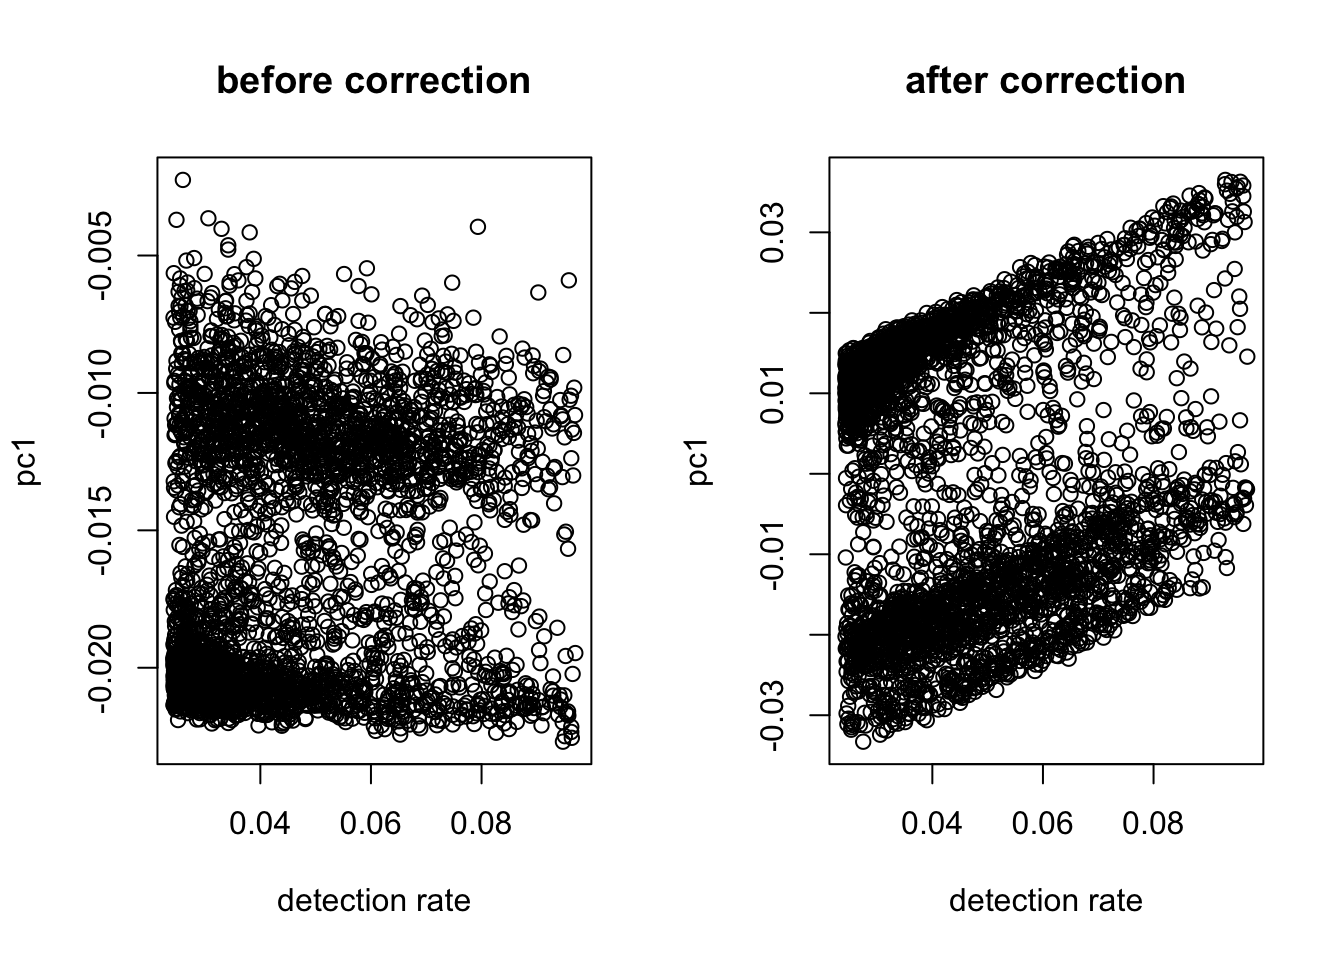 before correction
pc1
-0.005
-0.010
-0.015
-0.020
0.04 0.06 0.08
detection rate
after correction
pc1
0.03
0.01
-0.01
-0.03
0.04 0.06 0.08
detection rate